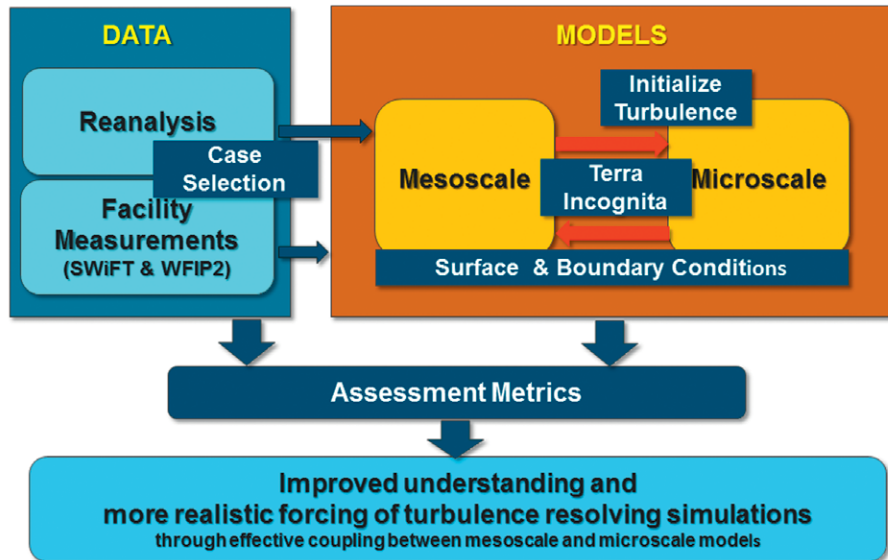 DATA
Reanalysis
Case
Selection
Facility
Measurements
(SWiFT & WFIP2)
MODELS
Initialize
Turbulence
Mesoscale
Terra
Incognita
Microscale
Surface & Boundary Conditions
Assessment Metrics
Improved understanding and
more realistic forcing of turbulence resolving simulations
through effective coupling between mesoscale and microscale models